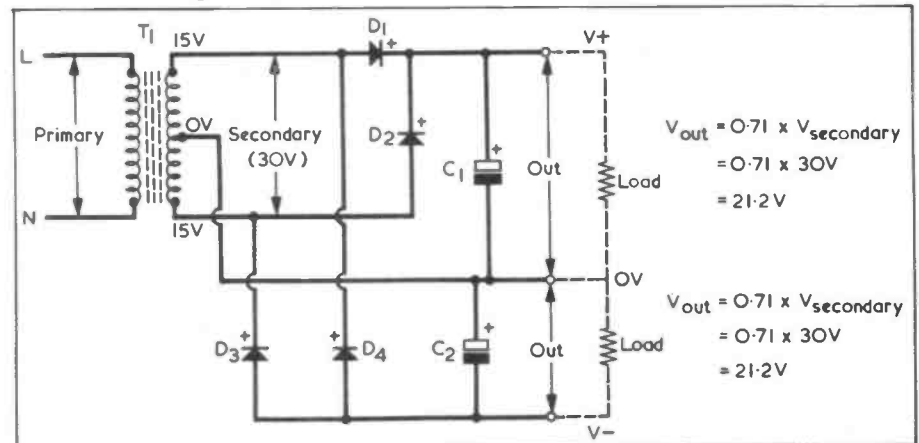 T1
15V
D1
+
V+
L
Primary
0V
Secondary
(30V)
D2
+
+
C1
Out
Load
Vout = 0·71 x Vsecondary
= 0·71 x 30V
= 21·2V
N
15V
0V
D3
+
D4
+
C2
+
Out
Load
Vout = 0·71 x Vsecondary
= 0·71 x 30V
= 21·2V
V-